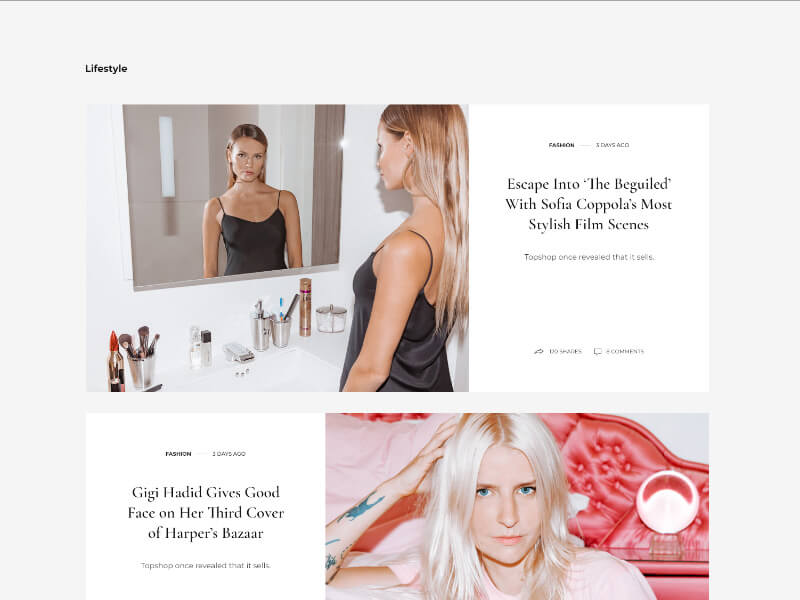 Lifestyle
FASHION — 3 DAYS AGO
Escape Into ‘The Beguiled’
With Sofia Coppola’s Most
Stylish Film Scenes
Topshop once revealed that it sells.
120 SHARES 8 COMMENTS
FASHION — 3 DAYS AGO
Gigi Hadid Gives Good
Face on Her Third Cover
of Harper’s Bazaar
Topshop once revealed that it sells.